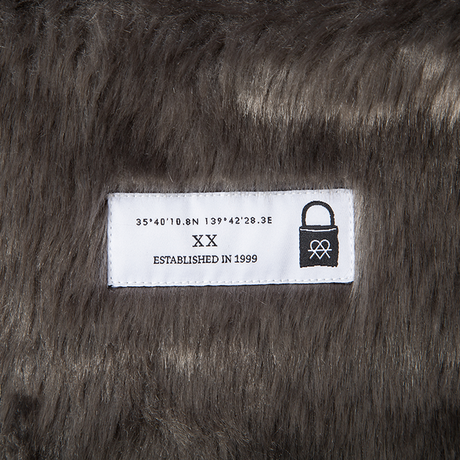 35°40'10.8N 139°42'28.3E
XX
ESTABLISHED IN 1999